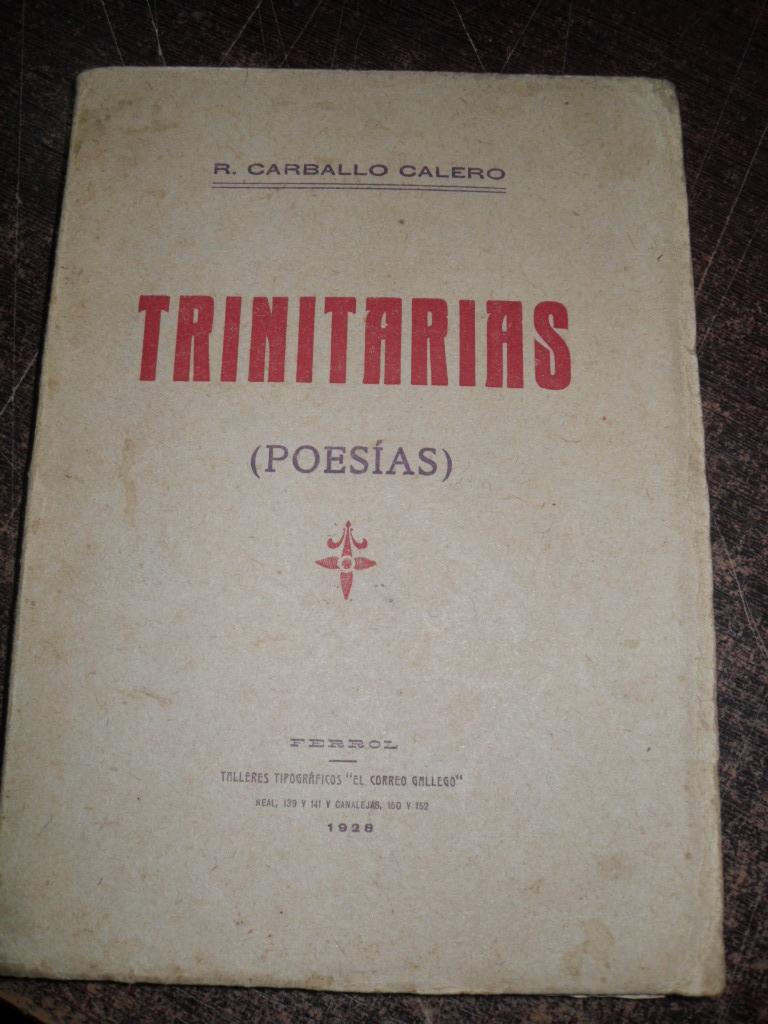 R. CARBALLO CALERO
TRINITARIAS
(POESÍAS)
FERROL
TALLERES TIPOGRÁFICOS "EL CORREO GALLEGO"
REAL, 139 Y 141 Y CANALEJAS, 150 Y 152
1928